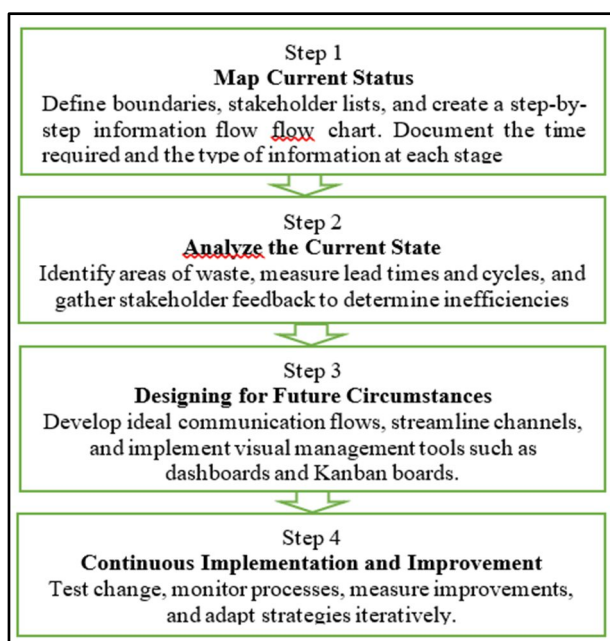 Step 1
Map Current Status
Define boundaries, stakeholder lists, and create a step-by-
step information flow flow chart. Document the time
required and the type of information at each stage
Step 2
Analyze the Current State
Identify areas of waste, measure lead times and cycles, and
gather stakeholder feedback to determine inefficiencies
Step 3
Designing for Future Circumstances
Develop ideal communication flows, streamline channels,
and implement visual management tools such as
dashboards and Kanban boards.
Step 4
Continuous Implementation and Improvement
Test change, monitor processes, measure improvements,
and adapt strategies iteratively.